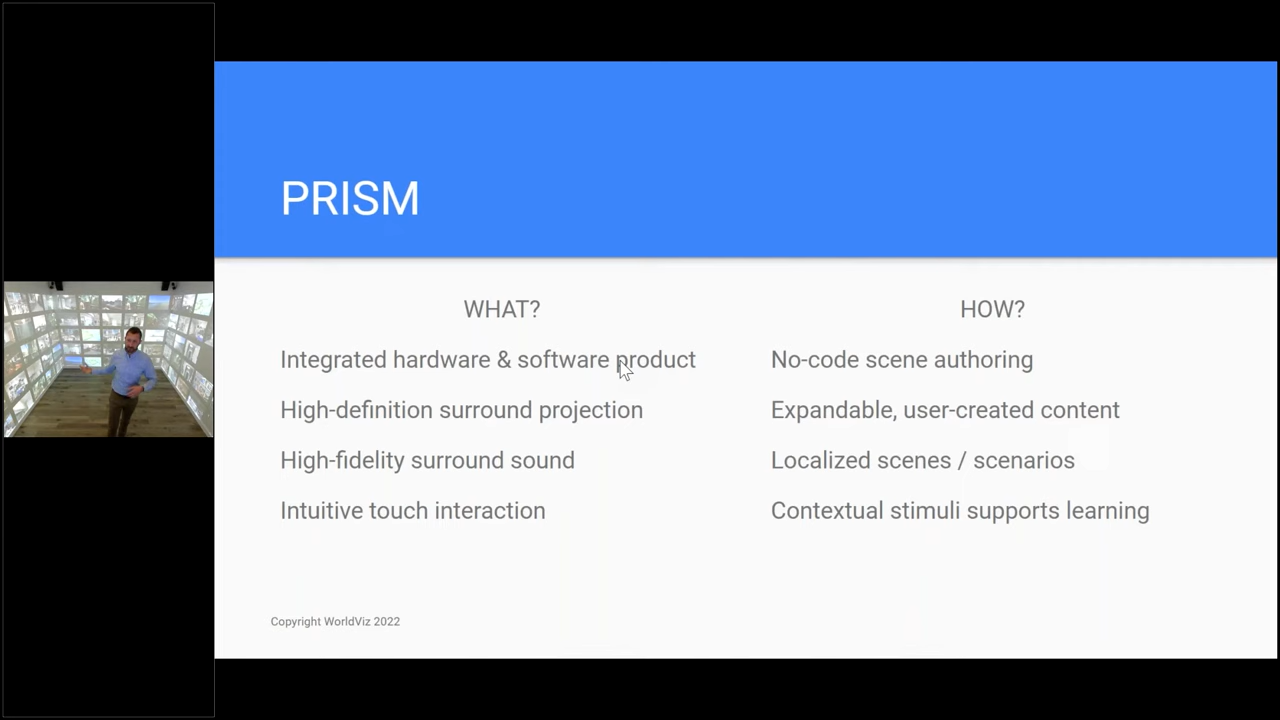 PRISM
WHAT?
Integrated hardware & software product
High-definition surround projection
High-fidelity surround sound
Intuitive touch interaction
HOW?
No-code scene authoring
Expandable, user-created content
Localized scenes / scenarios
Contextual stimuli supports learning
Copyright WorldViz 2022